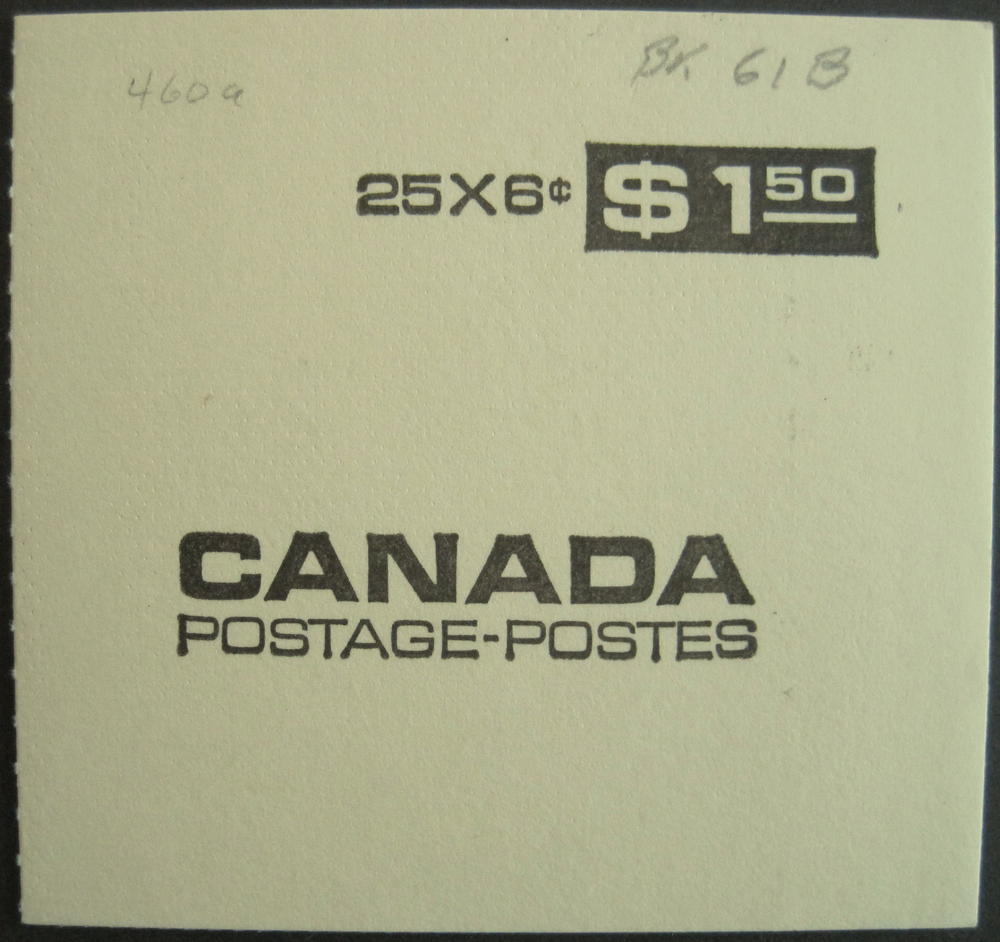 460a
BK 61B
25X6¢ $1.50
CANADA
POSTAGE-POSTES